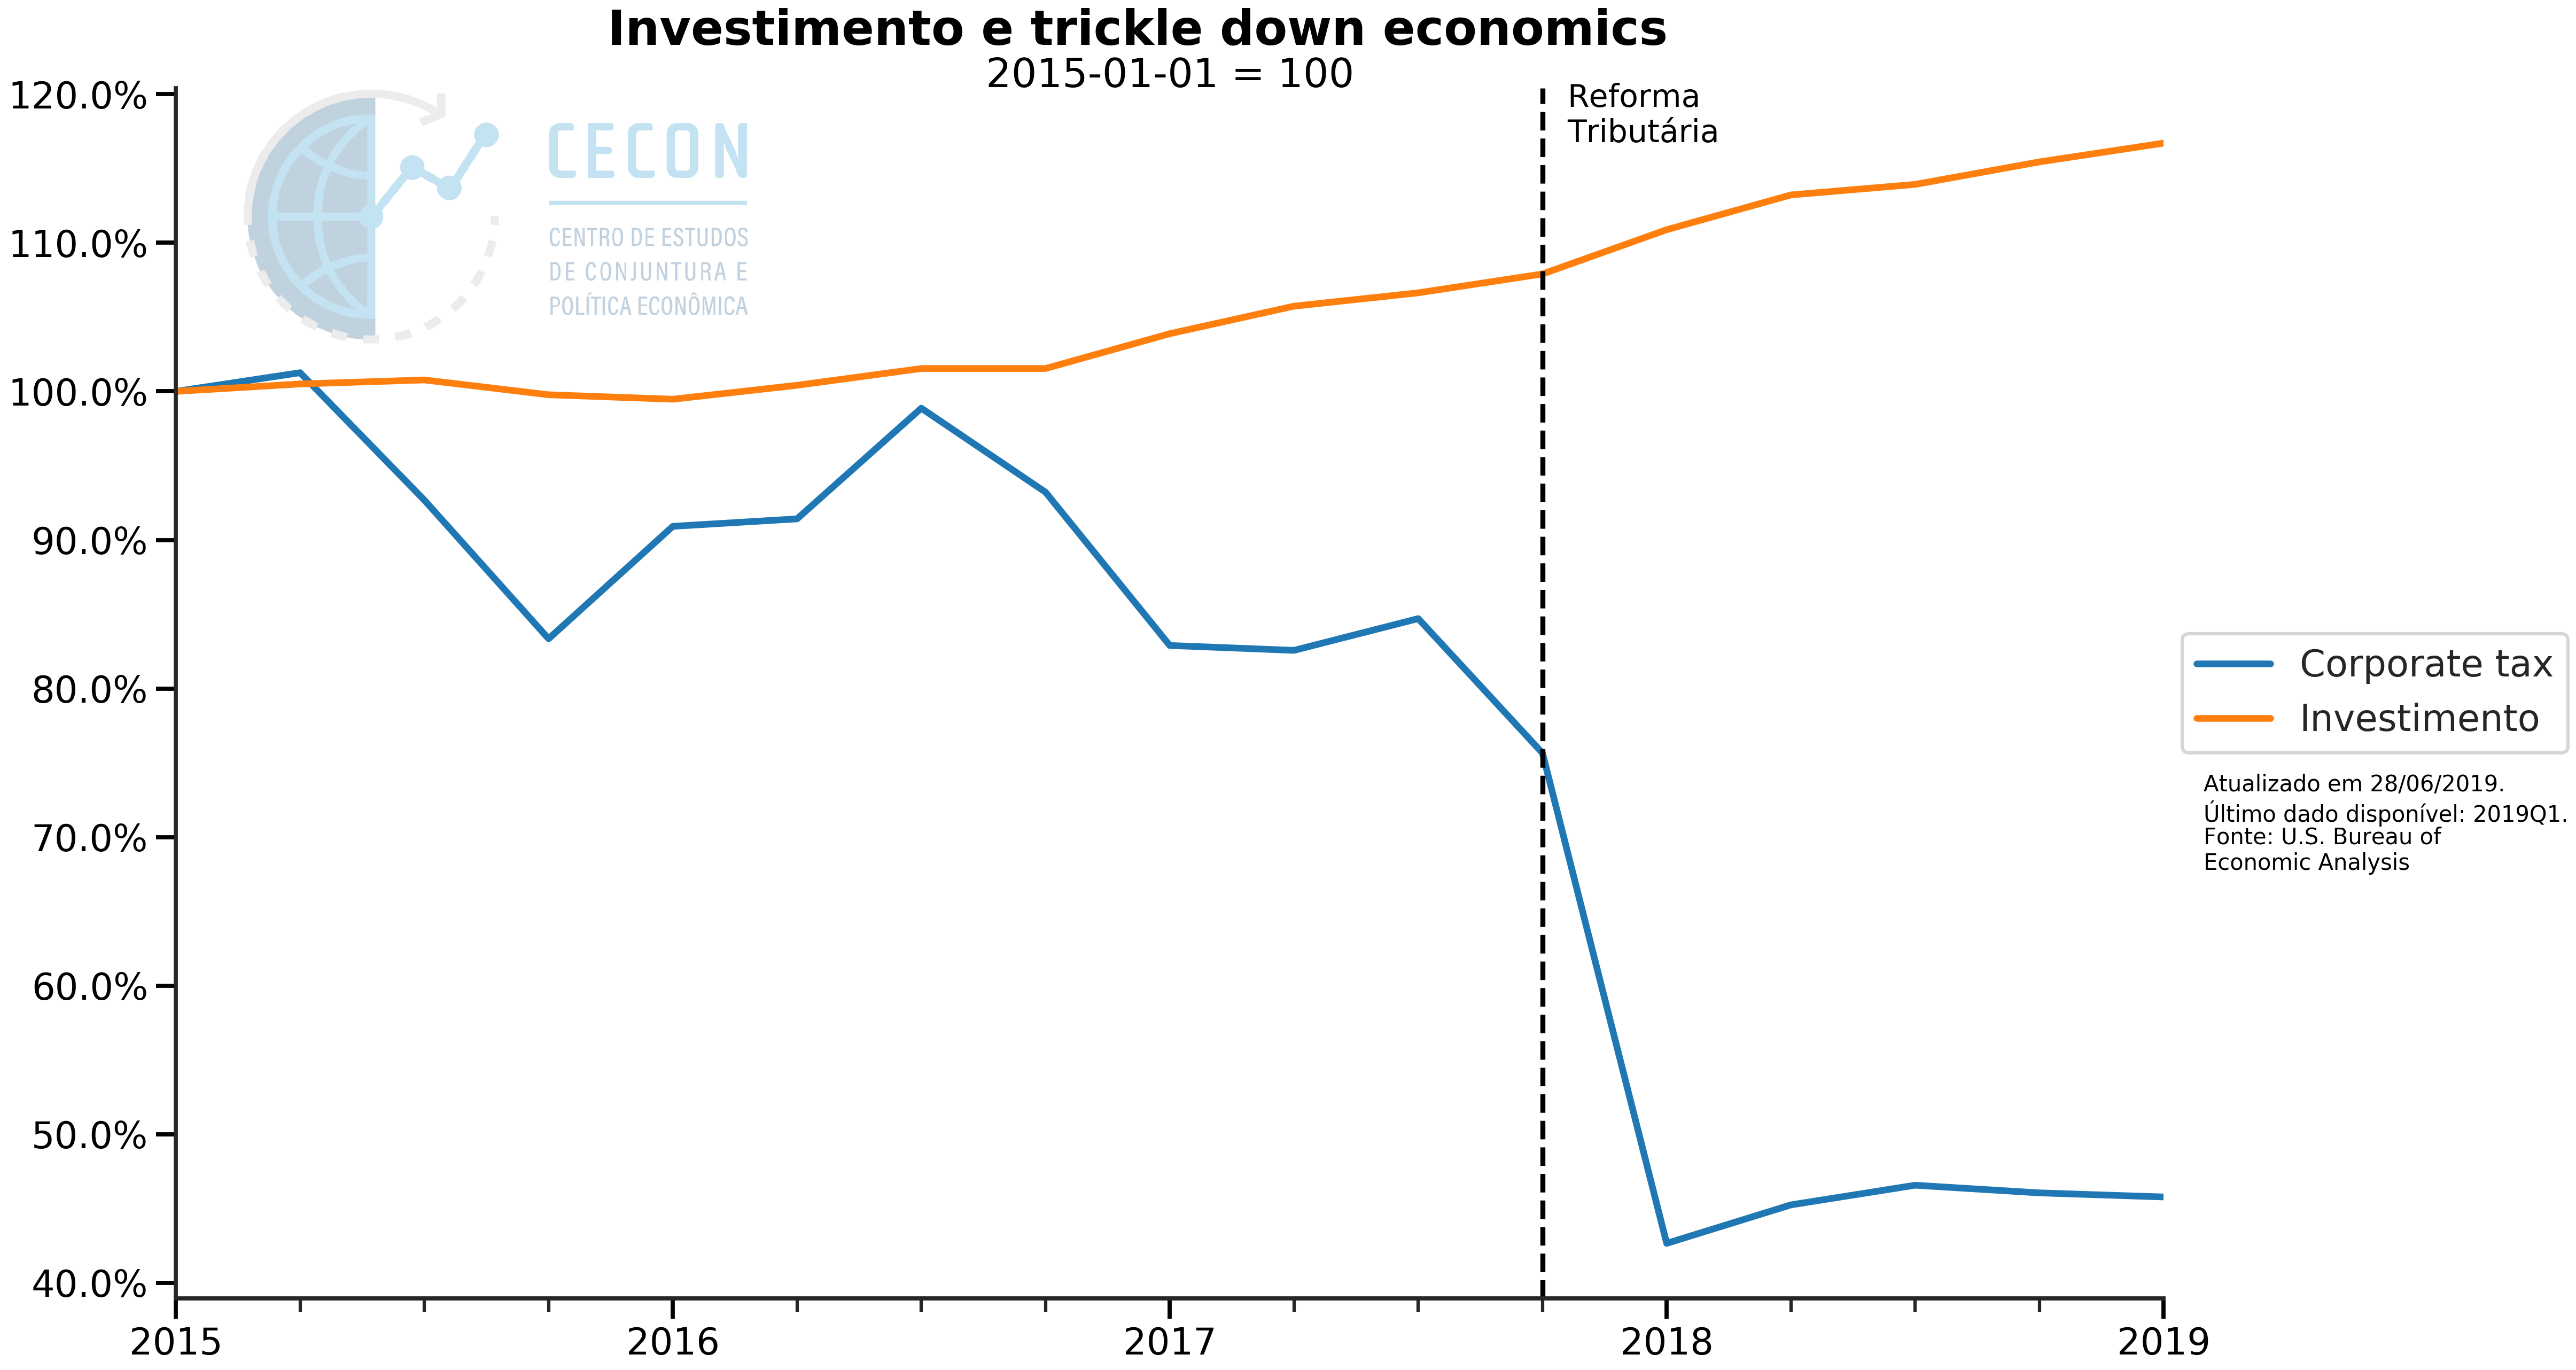 Investimento e trickle down economics
2015-01-01 = 100
120.0%
110.0%
100.0%
90.0%
80.0%
70.0%
60.0%
50.0%
40.0%
CECON
CENTRO DE ESTUDOS
DE CONJUNTURA E
POLÍTICA ECONÔMICA
Reforma
Tributária
Corporate tax
Investimento
Atualizado em 28/06/2019.
Último dado disponível: 2019Q1.
Fonte: U.S. Bureau of
Economic Analysis
2015 2016 2017 2018 2019